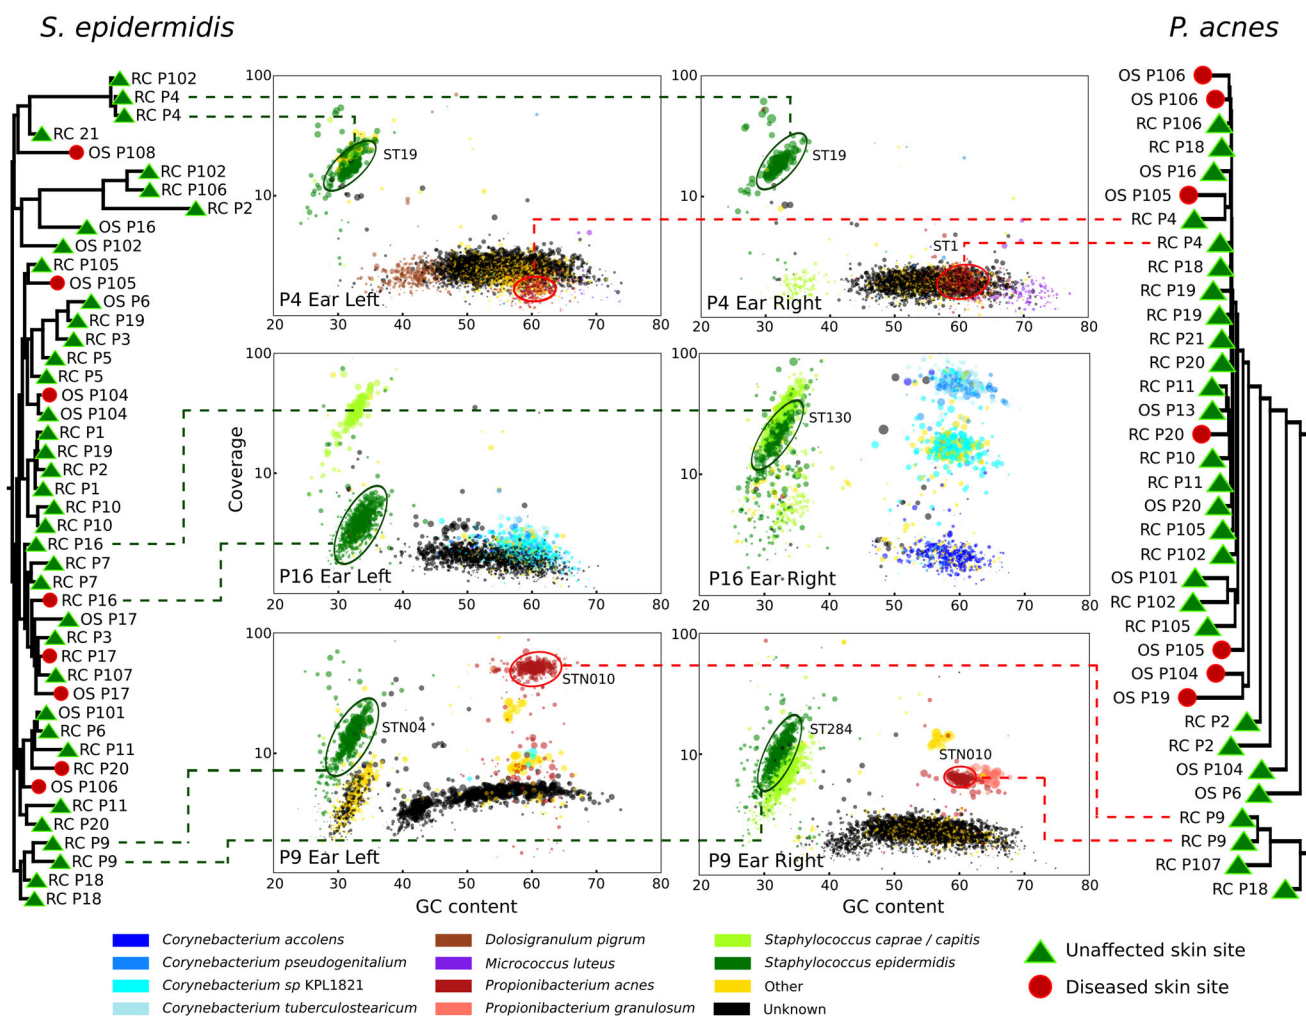 S. epidermidis
P. acnes
RC P102
RC P4
RC P4
RC 21
OS P108
RC P102
RC P106
RC P2
OS P16
OS P102
RC P105
OS P105
OS P6
RC P19
RC P3
RC P5
RC P5
OS P104
OS P104
RC P1
RC P19
RC P2
RC P1
RC P10
RC P10
RC P16
RC P7
RC P7
RC P16
OS P17
RC P3
RC P17
RC P107
OS P17
OS P101
RC P6
RC P11
RC P20
OS P106
RC P11
RC P20
RC P9
RC P9
RC P18
RC P18
Coverage
100
10
ST19
P4 Ear Left
20 30 40 50 60 70 80
100
10
ST19
ST1
P4 Ear Right
20 30 40 50 60 70 80
100
10
P16 Ear Left
20 30 40 50 60 70 80
100
10
ST130
P16 Ear Right
20 30 40 50 60 70 80
100
10
STN010
STN04
P9 Ear Left
20 30 40 50 60 70 80
GC content
100
10
ST284
STN010
P9 Ear Right
20 30 40 50 60 70 80
GC content
OS P106
OS P106
RC P106
RC P18
OS P16
OS P105
RC P4
RC P4
RC P18
RC P19
RC P19
RC P21
RC P20
RC P11
OS P13
RC P20
RC P10
RC P11
OS P20
RC P105
RC P102
OS P101
RC P102
RC P105
OS P105
OS P104
OS P19
RC P2
RC P2
OS P104
OS P6
RC P9
RC P9
RC P107
RC P18
Corynebacterium accolens
Corynebacterium pseudogenitalium
Corynebacterium sp KPL1821
Corynebacterium tuberculostearicum
Dolosigranulum pigrum
Micrococcus luteus
Propionibacterium acnes
Propionibacterium granulosum
Staphylococcus caprae / capitis
Staphylococcus epidermidis
Other
Unknown
Unaffected skin site
Diseased skin site